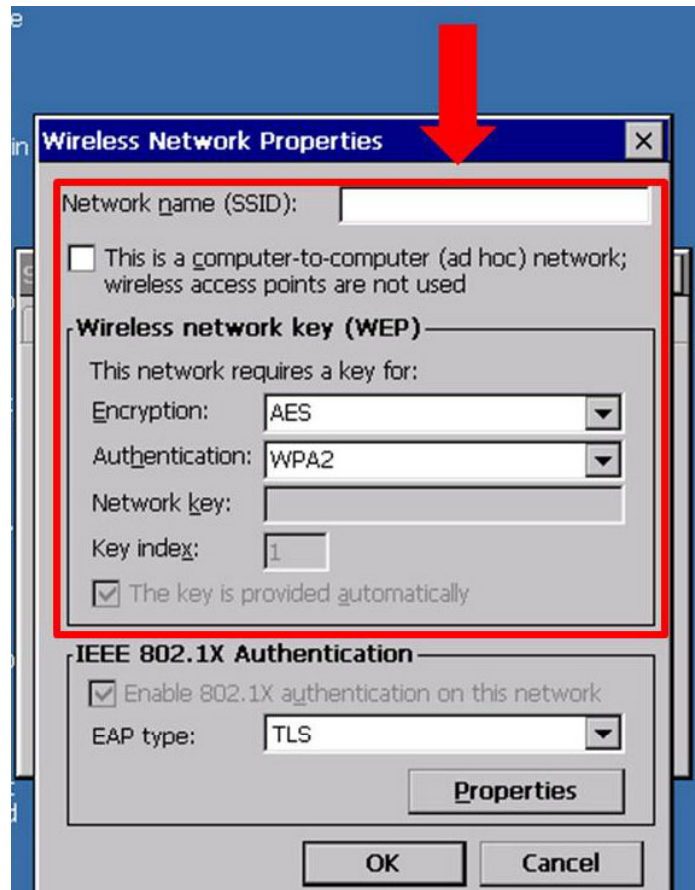 Wireless Network Properties
Network name (SSID):
This is a computer-to-computer (ad hoc) network;
wireless access points are not used
Wireless network key (WEP)
This network requires a key for:
Encryption: AES
Authentication: WPA2
Network key:
Key index: 1
The key is provided automatically
IEEE 802.1X Authentication
Enable 802.1X authentication on this network
EAP type: TLS
Properties
OK Cancel